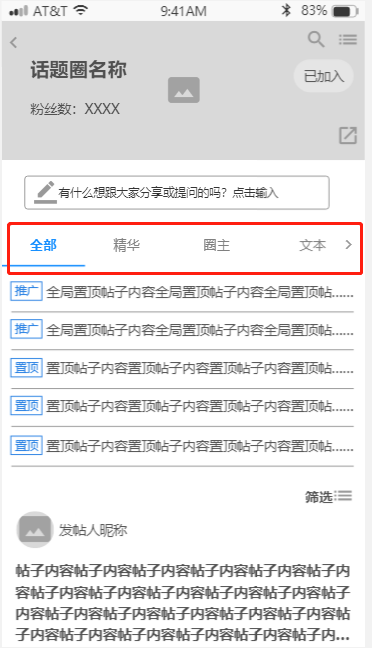 AT&T 9:41AM 83%
话题圈名称
已加入
粉丝数：XXXX
有什么想跟大家分享或提问的吗？点击输入
全部 精华 圈主 文本
推广 全局置顶帖子内容全局置顶帖子内容全局置顶帖......
推广 全局置顶帖子内容全局置顶帖子内容全局置顶帖......
置顶 置顶帖子内容置顶帖子内容置顶帖子内容置顶帖......
置顶 置顶帖子内容置顶帖子内容置顶帖子内容置顶帖......
置顶 置顶帖子内容置顶帖子内容置顶帖子内容置顶帖......
筛选
发帖人昵称
帖子内容帖子内容帖子内容帖子内容帖子内容帖子内
容帖子内容帖子内容帖子内容帖子内容帖子内容帖子
内容帖子内容帖子内容帖子内容帖子内容帖子内容帖
子内容帖子内容帖子内容帖子内容帖子内容帖子内...